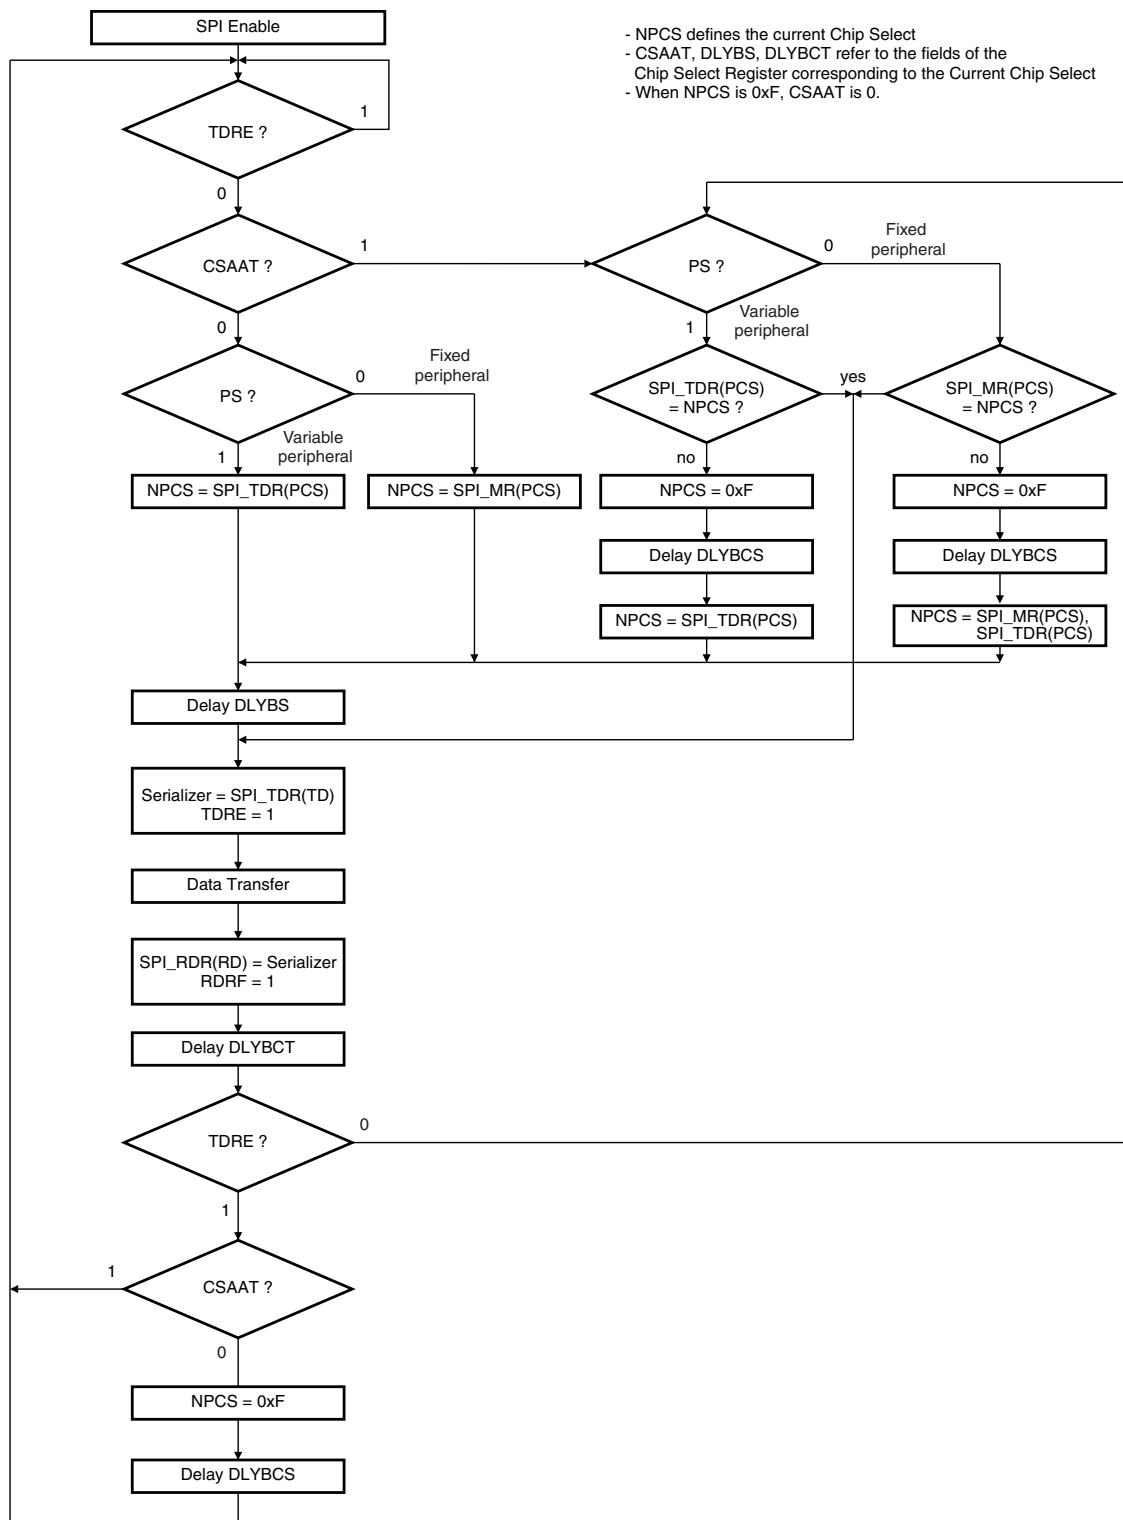 SPI Enable
- NPCS defines the current Chip Select
- CSAAT, DLYBS, DLYBCT refer to the fields of the
Chip Select Register corresponding to the Current Chip Select
- When NPCS is 0xF, CSAAT is 0.
TDRE ?
1
0
CSAAT ?
1
0
PS ?
0
Fixed
peripheral
1
Variable
peripheral
PS ?
0
Fixed
peripheral
1
Variable
peripheral
NPCS = SPI_TDR(PCS)
NPCS = SPI_MR(PCS)
SPI_TDR(PCS)
= NPCS ?
yes
SPI_MR(PCS)
= NPCS ?
no
no
NPCS = 0xF
NPCS = 0xF
Delay DLYBCS
Delay DLYBCS
NPCS = SPI_TDR(PCS)
NPCS = SPI_MR(PCS),
SPI_TDR(PCS)
Delay DLYBS
Serializer = SPI_TDR(TD)
TDRE = 1
Data Transfer
SPI_RDR(RD) = Serializer
RDRF = 1
Delay DLYBCT
TDRE ?
0
1
CSAAT ?
1
0
NPCS = 0xF
Delay DLYBCS